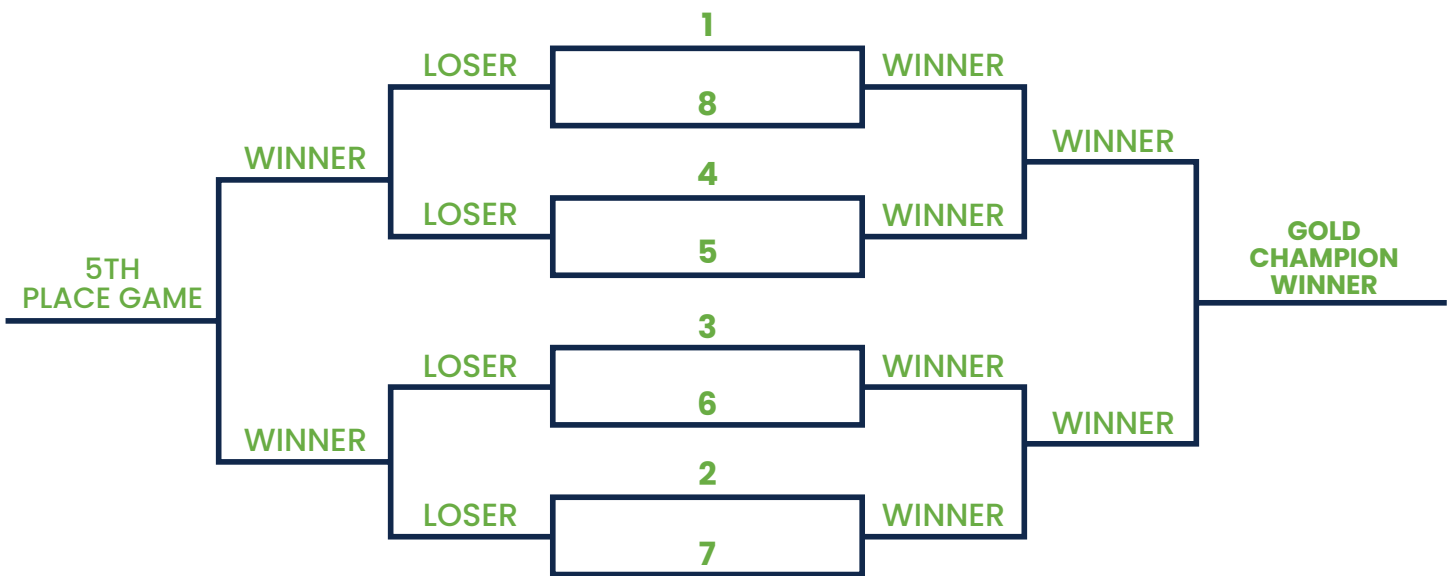 1
LOSER
WINNER
8
WINNER
WINNER
4
LOSER
WINNER
5
GOLD
CHAMPION
WINNER
5TH
PLACE GAME
3
LOSER
WINNER
6
WINNER
WINNER
2
LOSER
WINNER
7